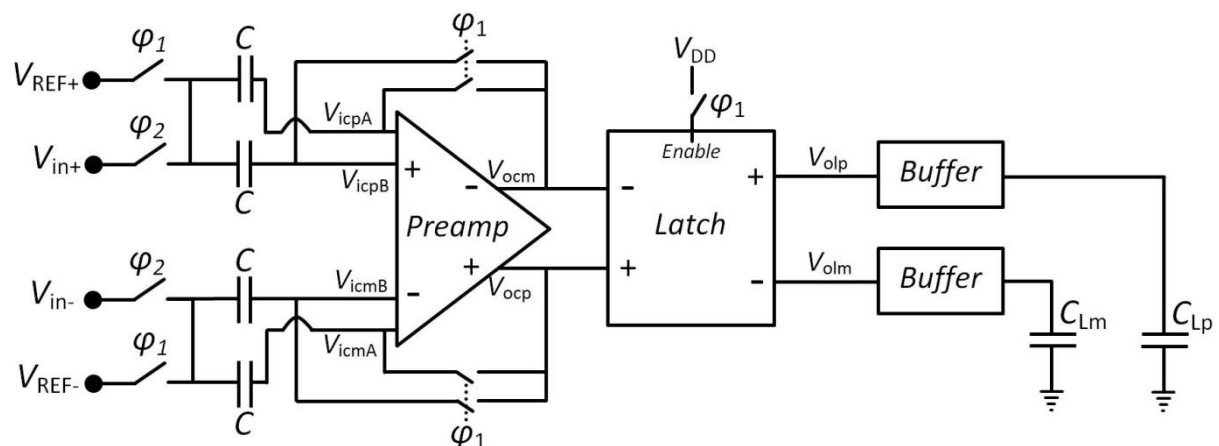 φ1
C
φ1
VDD
VREF+
φ1
VicpA
Enable
φ2
Vin+
C
VicpB
+
-
Vocm
-
+
Volp
Buffer
Preamp
Latch
φ2
C
Vin-
VicmB
-
+
Vocp
+
-
Volm
Buffer
φ1
VicmA
CLm
CLp
VREF-
C
φ1